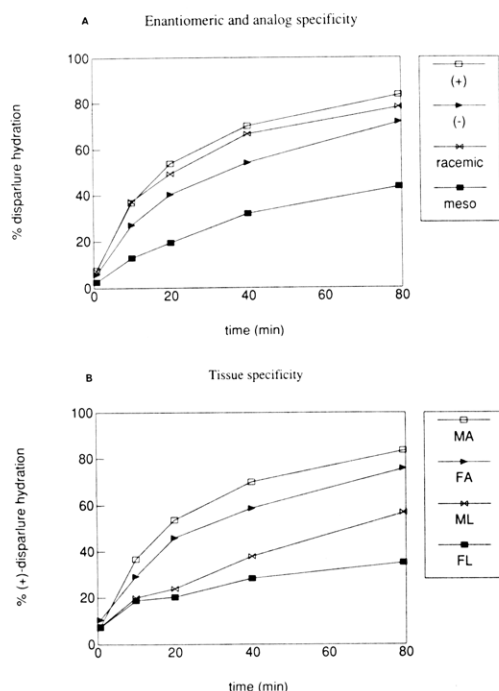 A Enantiomeric and analog specificity
100
80
60
40
20
0
0 20 40 60 80
% disparlure hydration
time (min)
(+)
(-)
racemic
meso
B Tissue specificity
100
80
60
40
20
0
0 20 40 60 80
% (+)-disparlure hydration
time (min)
MA
FA
ML
FL